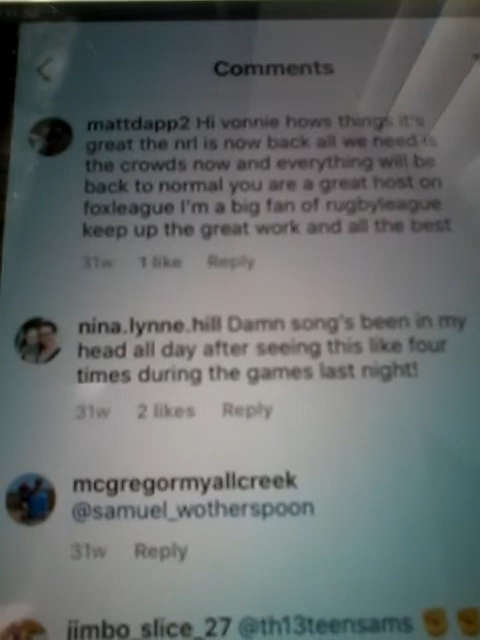 Comments
mattdapp2 Hi vonnie hows things it's
great the nrl is now back all we need is
the crowds now and everything will be
back to normal you are a great host on
foxleague I'm a big fan of rugbyleague
keep up the great work and all the best
31w 1 like Reply
nina.lynne.hill Damn song's been in my
head all day after seeing this like four
times during the games last night!
31w 2 likes Reply
mcgregormyallcreek
@samuel_wotherspoon
31w Reply
jimbo_slice_27 @th13teensams ✊✊